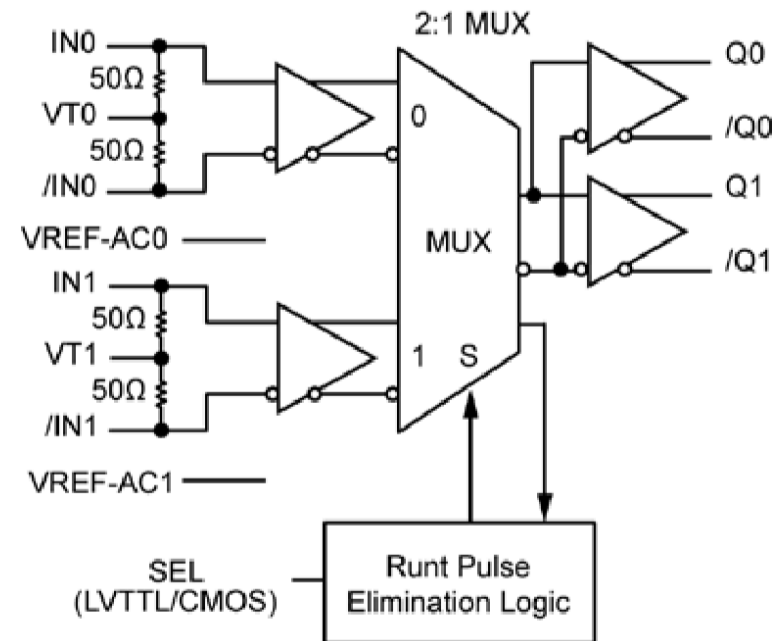 2:1 MUX
IN0
50Ω
VT0
50Ω
/IN0
VREF-AC0
IN1
50Ω
VT1
50Ω
/IN1
VREF-AC1
0
MUX
1 S
Q0
/Q0
Q1
/Q1
SEL
(LVTTL/CMOS)
Runt Pulse
Elimination Logic